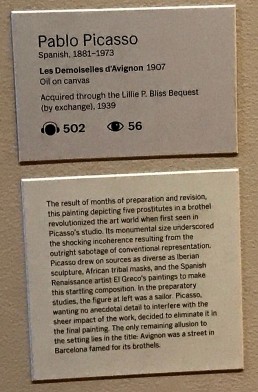 Pablo Picasso
Spanish, 1881–1973
Les Demoiselles d'Avignon 1907
Oil on canvas
Acquired through the Lillie P. Bliss Bequest
(by exchange), 1939
502 56
The result of months of preparation and revision,
this painting depicting five prostitutes in a brothel
revolutionized the art world when first seen in
Picasso's studio. Its monumental size underscored
the shocking incoherence resulting from the
outright sabotage of conventional representation.
Picasso drew on sources as diverse as Iberian
sculpture, African tribal masks, and the Spanish
Renaissance artist El Greco's paintings to make
this startling composition. In the preparatory
studies, the figure at left was a sailor. Picasso,
wanting no anecdotal detail to interfere with the
sheer impact of the work, decided to eliminate it in
the final painting. The only remaining allusion to
the setting lies in the title: Avignon was a street in
Barcelona famed for its brothels.